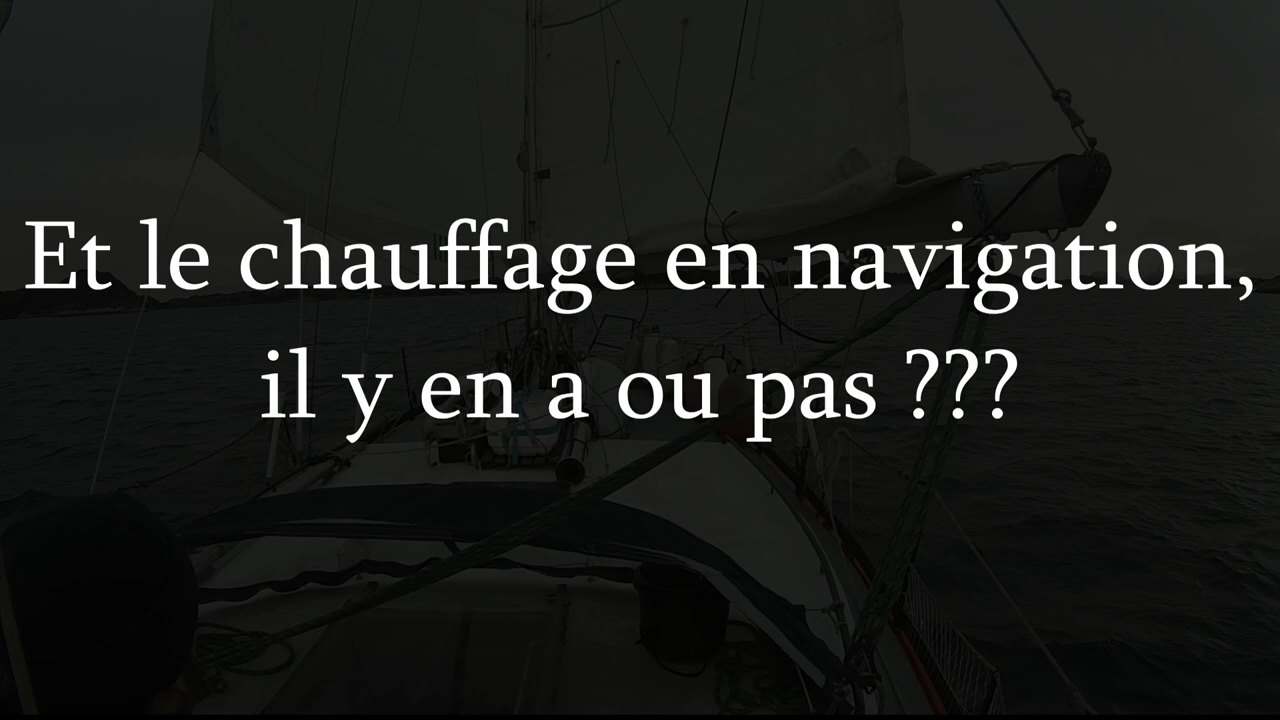 Et le chauffage en navigation,
il y en a ou pas ???